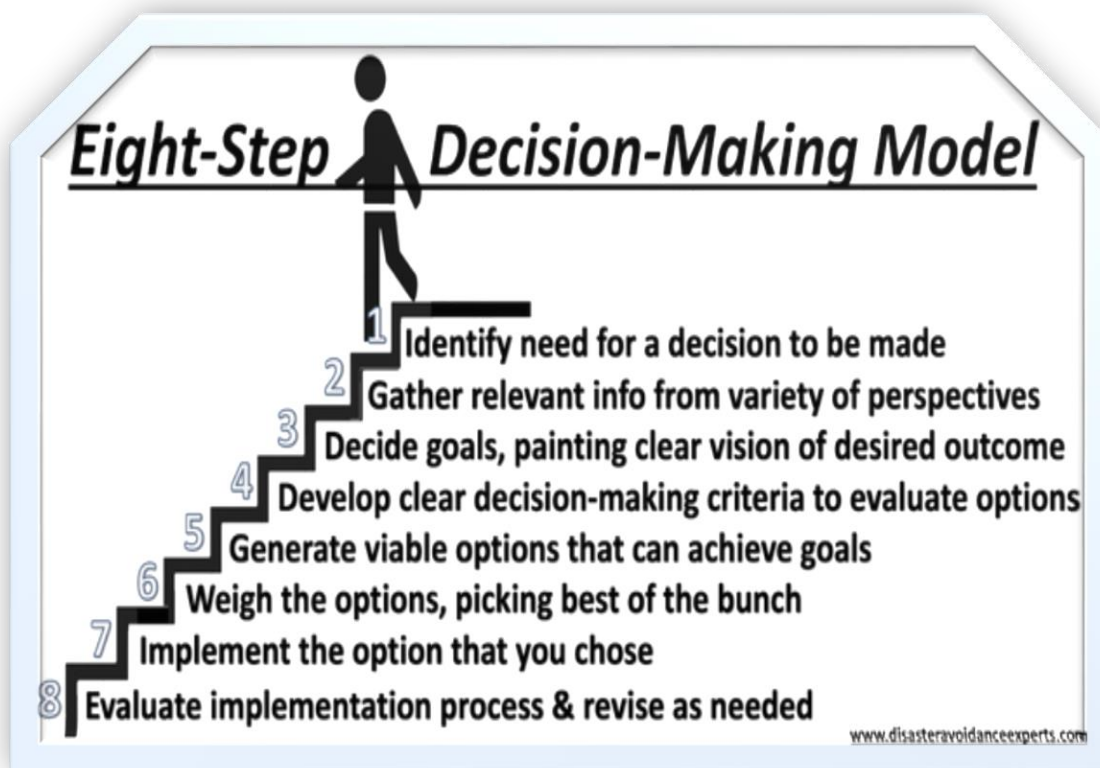 Eight-Step Decision-Making Model
1 Identify need for a decision to be made
2 Gather relevant info from variety of perspectives
3 Decide goals, painting clear vision of desired outcome
4 Develop clear decision-making criteria to evaluate options
5 Generate viable options that can achieve goals
6 Weigh the options, picking best of the bunch
7 Implement the option that you chose
8 Evaluate implementation process & revise as needed
www.disasteravoidanceexperts.com